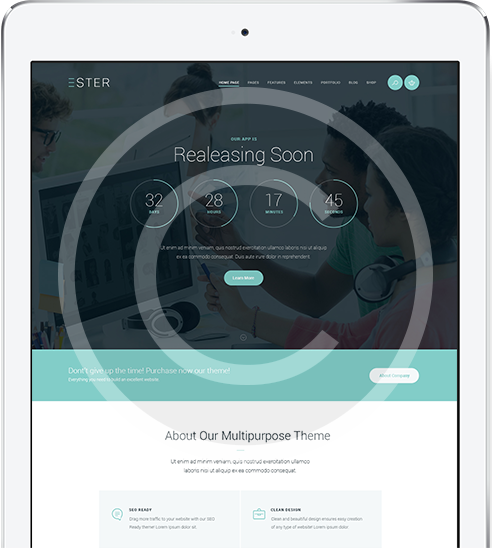 ESTER
HOME PAGE PAGES FEATURES ELEMENTS PORTFOLIO BLOG SHOP
OUR APP IS
Realeasing Soon
32 28 17 45
DAYS HOURS MINUTES SECONDS
Ut enim ad minim veniam, quis nostrud exercitation ullamco laboris nisi ut aliquip
ex ea commodo consequat. Duis aute irure dolor in reprehenderit.
Learn More
Dont't give up the time! Purchase now our theme!
Everything you need to build an excellent website.
About Company
About Our Multipurpose Theme
Ut enim ad minim veniam, quis nostrud exercitation ullamco
laboris nisi ut aliquip ex ea commodo consequat.
SEO READY
Drag more traffic to your website with our SEO
Ready theme! Lorem ipsum dolor sit.
CLEAN DESIGN
Clean and beautiful design ensures easy creation
of any type of website! Lorem ipsum dolor